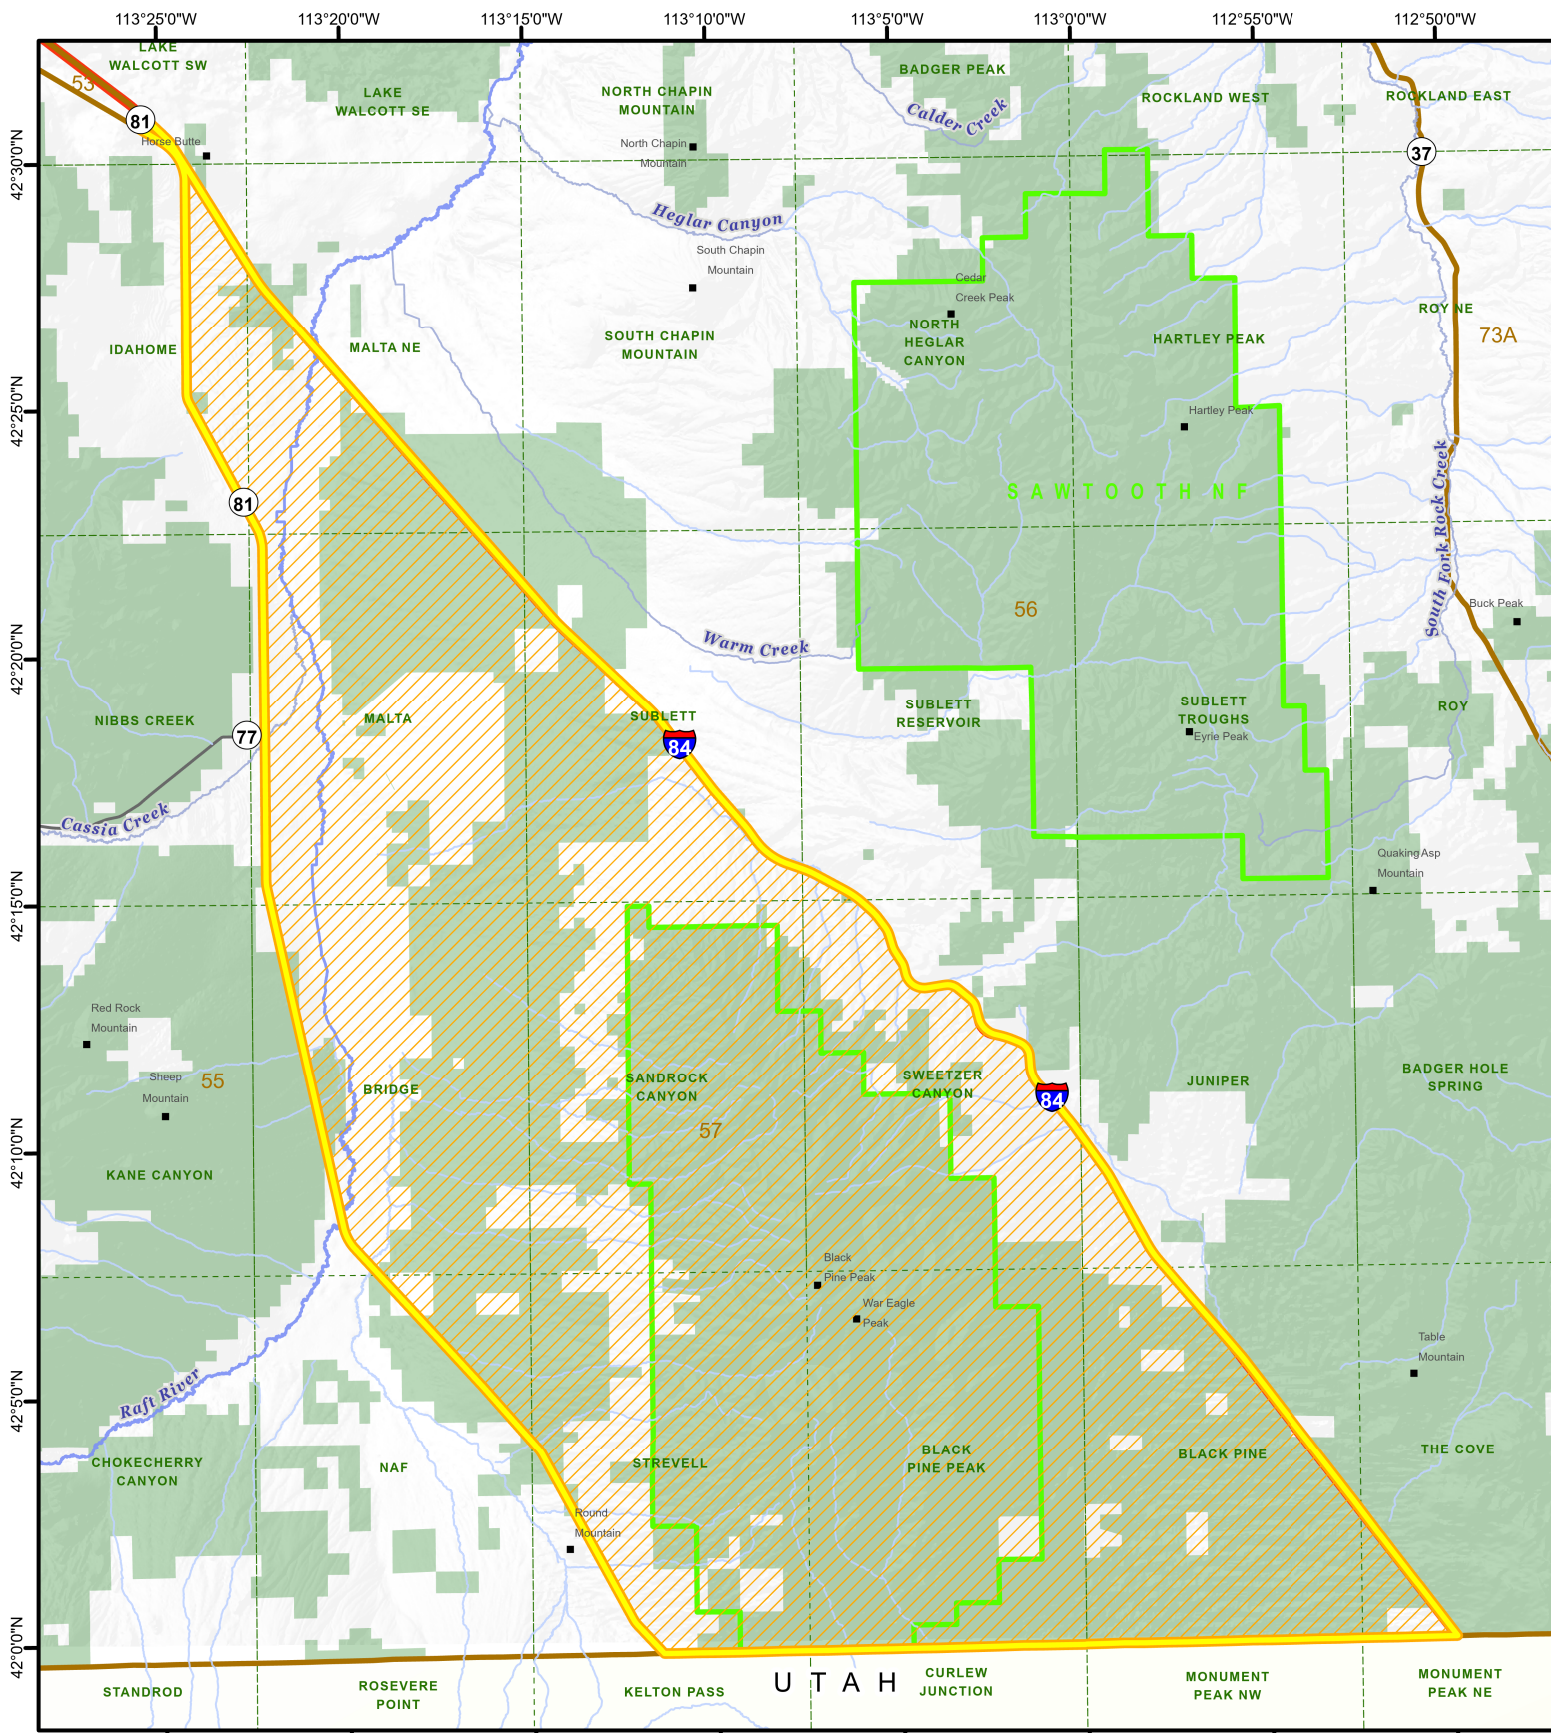 113°25'0"W
113°20'0"W
113°15'0"W
113°10'0"W
113°5'0"W
113°0'0"W
112°55'0"W
112°50'0"W
LAKE
WALCOTT SW
53
81
Horse Butte
LAKE
WALCOTT SE
NORTH CHAPIN
MOUNTAIN
North Chapin
Mountain
BADGER PEAK
Calder Creek
ROCKLAND WEST
ROCKLAND EAST
37
42°30'0"N
Heglar Canyon
South Chapin
Mountain
Cedar
Creek Peak
NORTH
HEGLAR
CANYON
IDAHOME
MALTA NE
SOUTH CHAPIN
MOUNTAIN
HARTLEY PEAK
ROY NE
73A
42°25'0"N
Hartley Peak
SAWTOOTH NF
81
South Fork Rock Creek
56
Buck Peak
Warm Creek
42°20'0"N
NIBBS CREEK
MALTA
SUBLETT
84
SUBLETT
RESERVOIR
SUBLETT
TROUGHS
Eyrie Peak
ROY
77
Cassia Creek
Quaking Asp
Mountain
42°15'0"N
Red Rock
Mountain
Sheep
Mountain
55
BRIDGE
SANDROCK
CANYON
57
SWEETZER
CANYON
84
JUNIPER
BADGER HOLE
SPRING
42°10'0"N
KANE CANYON
Black
Pine Peak
War Eagle
Peak
Table
Mountain
42°5'0"N
Raft River
CHOKECHERRY
CANYON
NAF
STREVELL
BLACK
PINE PEAK
BLACK PINE
THE COVE
Round
Mountain
42°0'0"N
STANDROD
ROSEVERE
POINT
KELTON PASS
UTAH
CURLEW
JUNCTION
MONUMENT
PEAK NW
MONUMENT
PEAK NE